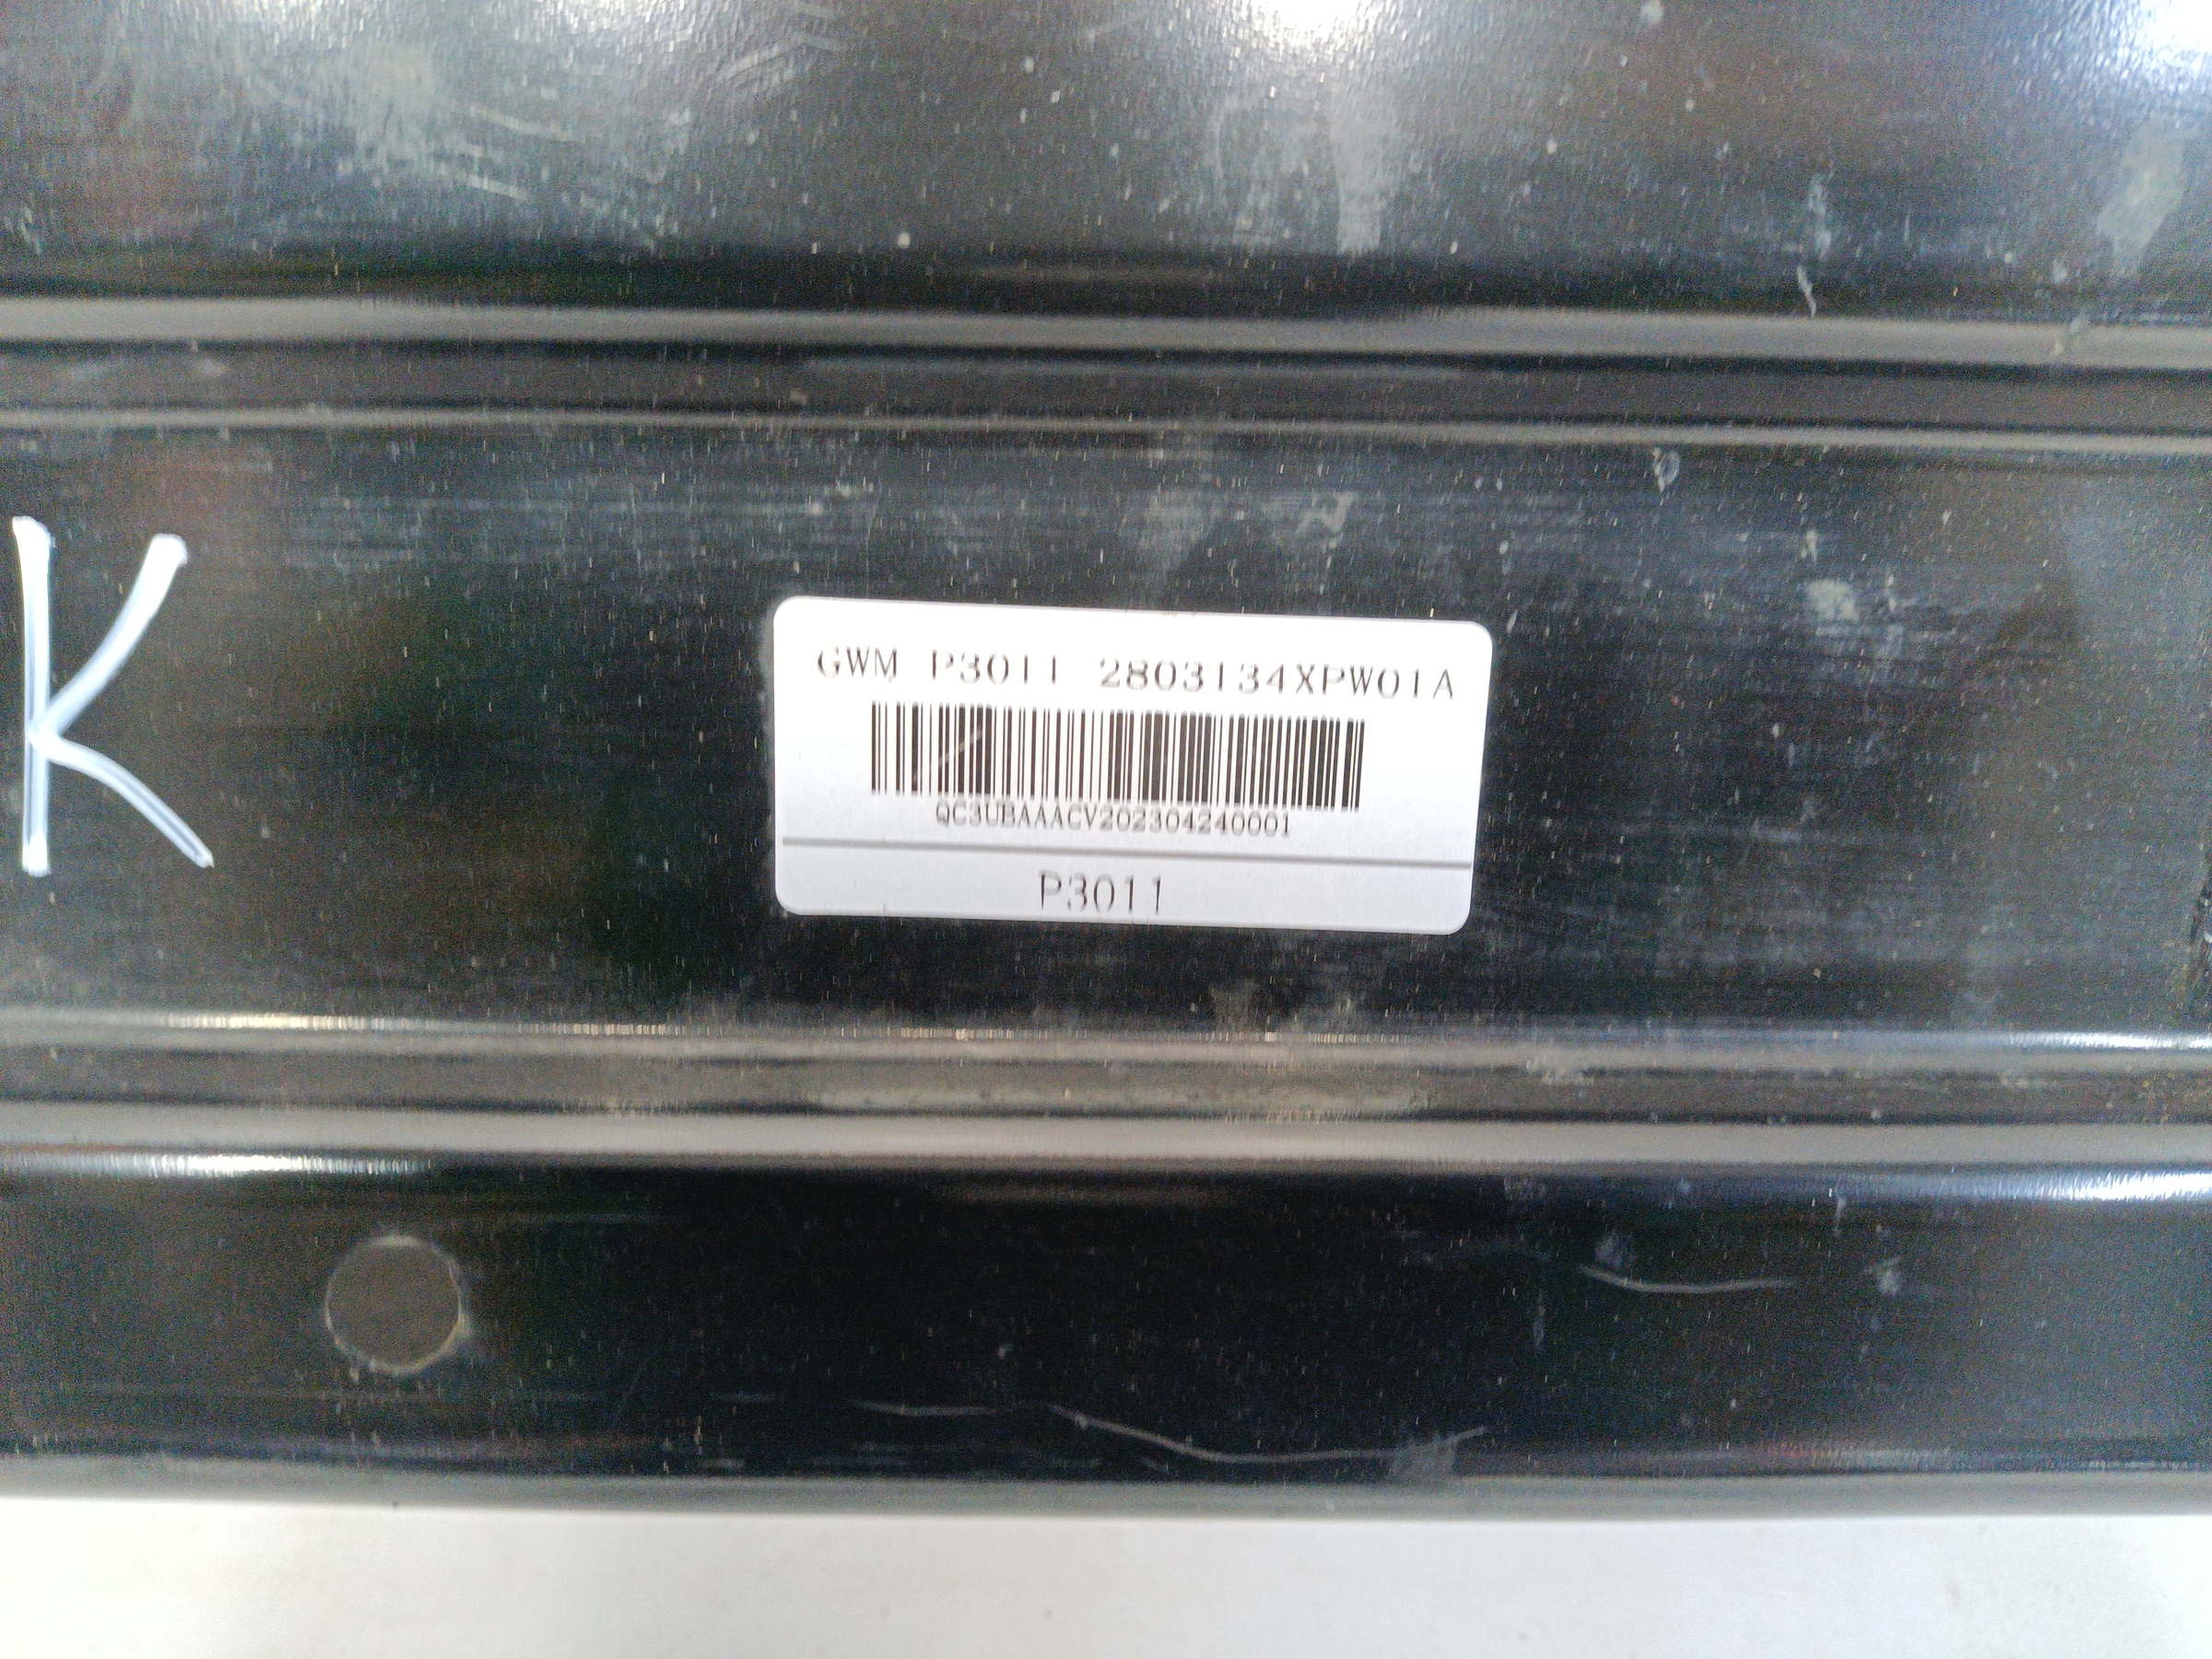 K
GWM P3011 2803134XPW01A
QC3UBAAACV202304240001
P3011